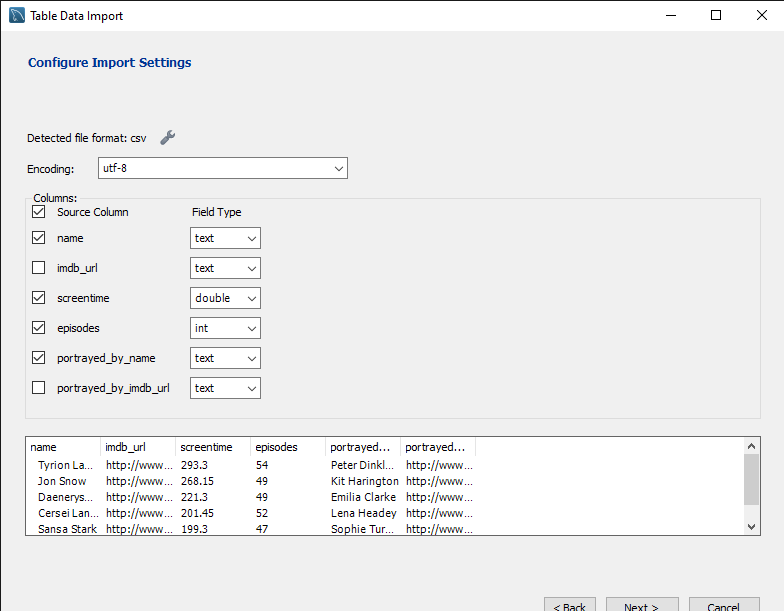 Table Data Import
Configure Import Settings
Detected file format: csv
Encoding: utf-8
Columns:
Source Column Field Type
name text
imdb_url text
screentime double
episodes int
portrayed_by_name text
portrayed_by_imdb_url text
name imdb_url screentime episodes portrayed... portrayed...
Tyrion La... http://www... 293.3 54 Peter Dinkl... http://www...
Jon Snow http://www... 268.15 49 Kit Harington http://www...
Daenerys... http://www... 221.3 49 Emilia Clarke http://www...
Cersei Lan... http://www... 201.45 52 Lena Headey http://www...
Sansa Stark http://www... 199.3 47 Sophie Tur... http://www...
< Back Next > Cancel